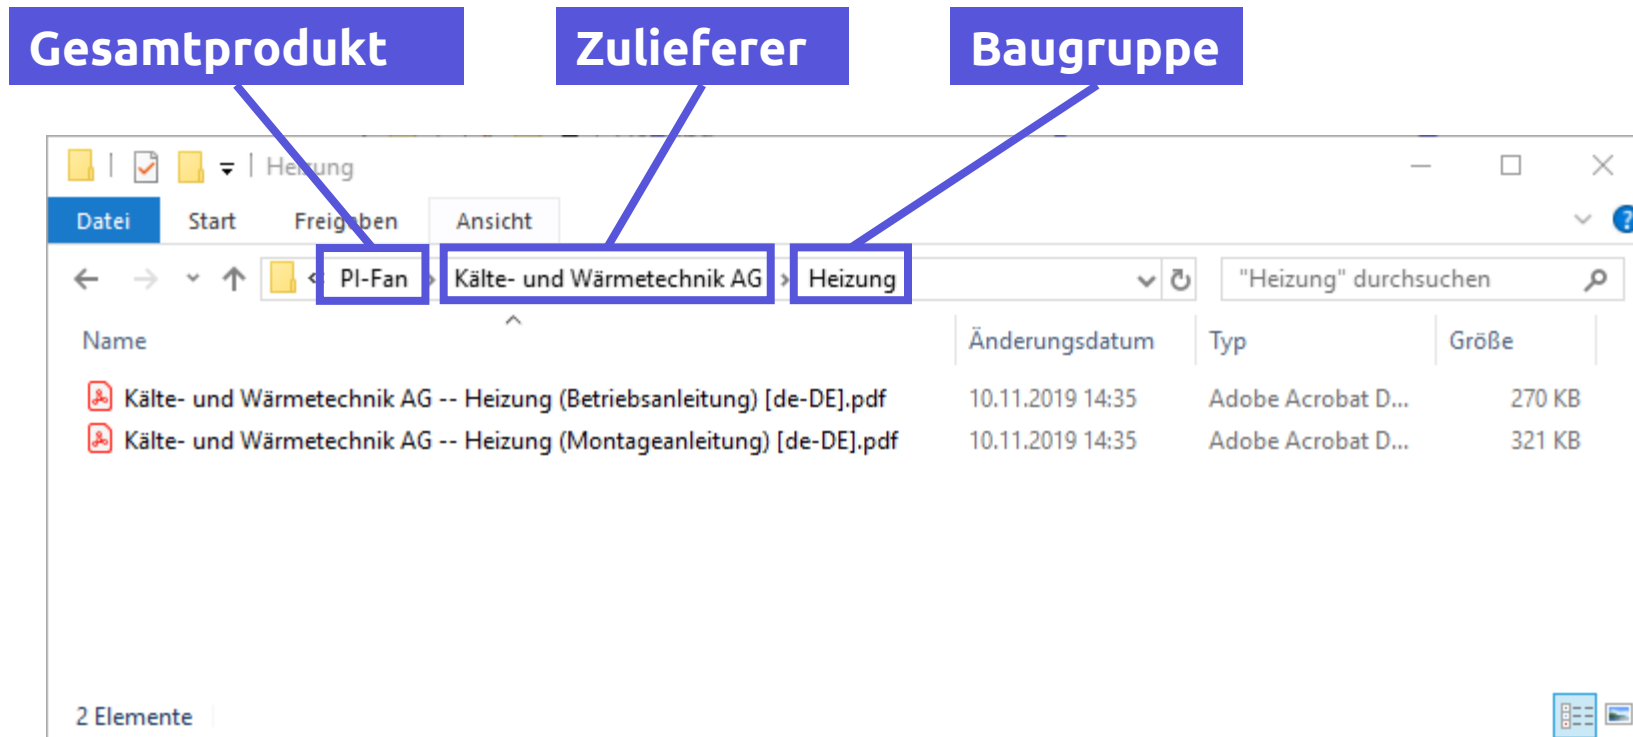 Gesamtprodukt Zulieferer Baugruppe
Heizung
Datei Start Freigaben Ansicht
« PI-Fan › Kälte- und Wärmetechnik AG › Heizung "Heizung" durchsuchen
Name Änderungsdatum Typ Größe
Kälte- und Wärmetechnik AG -- Heizung (Betriebsanleitung) [de-DE].pdf 10.11.2019 14:35 Adobe Acrobat D... 270 KB
Kälte- und Wärmetechnik AG -- Heizung (Montageanleitung) [de-DE].pdf 10.11.2019 14:35 Adobe Acrobat D... 321 KB
2 Elemente